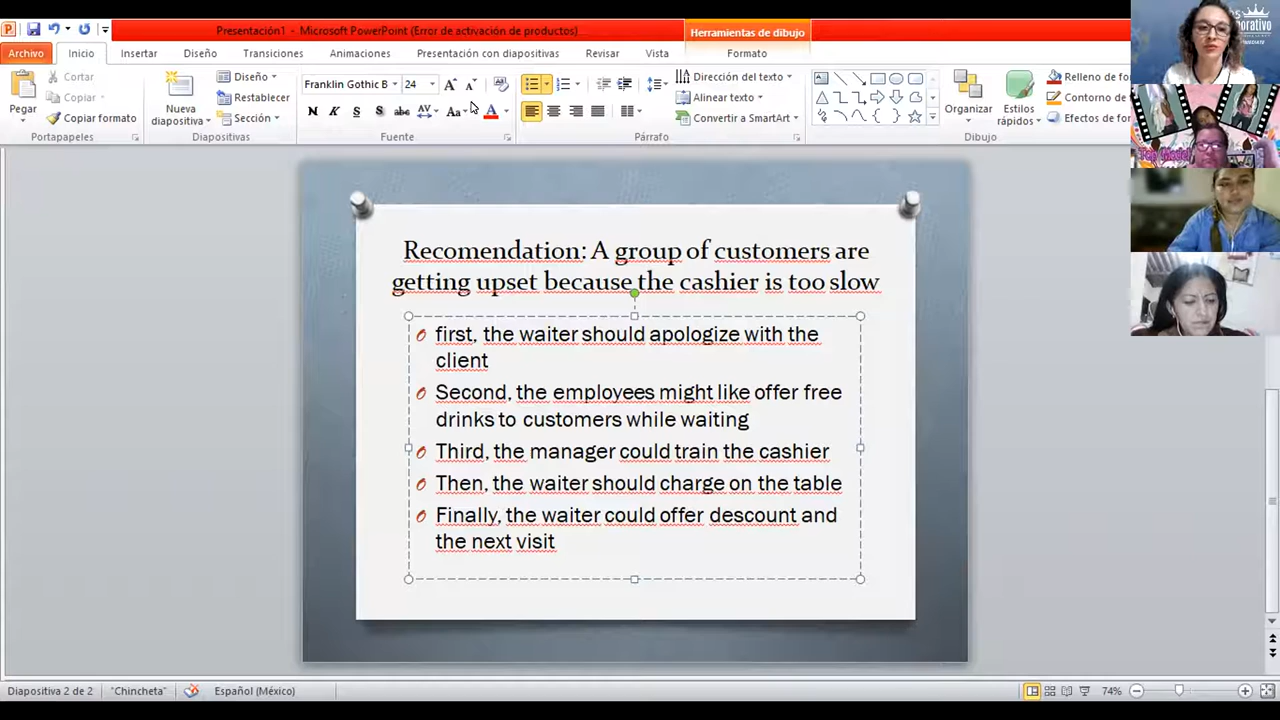 Presentación1 - Microsoft PowerPoint (Error de activación de productos)
Herramientas de dibujo
Archivo Inicio Insertar Diseño Transiciones Animaciones Presentación con diapositivas Revisar Vista Formato
Pegar
Cortar
Copiar
Copiar formato
Portapapeles
Nueva diapositiva
Diseño
Restablecer
Sección
Diapositivas
Franklin Gothic B 24
N K S S abc AV Aa A
Fuente
Párrafo
Dirección del texto
Alinear texto
Convertir a SmartArt
Organizar
Estilos rápidos
Relleno de fo
Contorno de
Efectos de for
Dibujo
Recomendation: A group of customers are
getting upset because the cashier is too slow
first, the waiter should apologize with the
client
Second, the employees might like offer free
drinks to customers while waiting
Third, the manager could train the cashier
Then, the waiter should charge on the table
Finally, the waiter could offer descount and
the next visit
Diapositiva 2 de 2 "Chincheta" Español (México) 74%